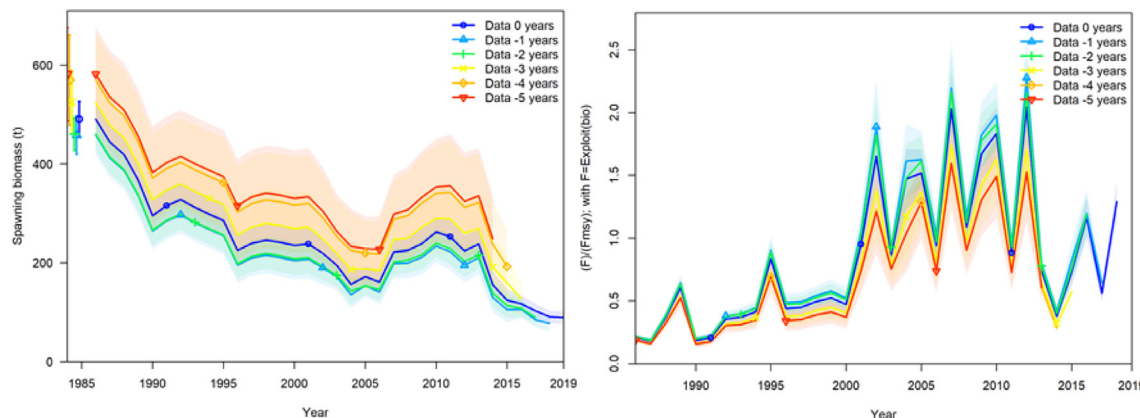 Spawning biomass (t)
600
400
200
0
1985
1990
1995
2000
2005
2010
2015
2019
Year
Data 0 years
Data -1 years
Data -2 years
Data -3 years
Data -4 years
Data -5 years
(F)/(Fmsy); with F=Exploit(bio)
2.5
2.0
1.5
1.0
0.5
0.0
1990
1995
2000
2005
2010
2015
2019
Year
Data 0 years
Data -1 years
Data -2 years
Data -3 years
Data -4 years
Data -5 years